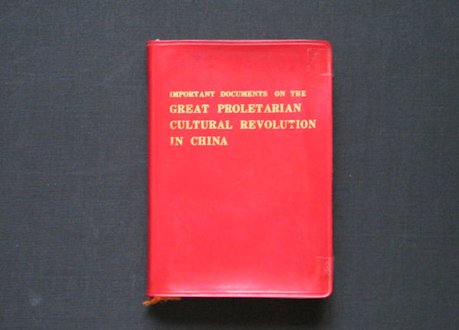 IMPORTANT DOCUMENTS ON THE
GREAT PROLETARIAN
CULTURAL REVOLUTION
IN CHINA